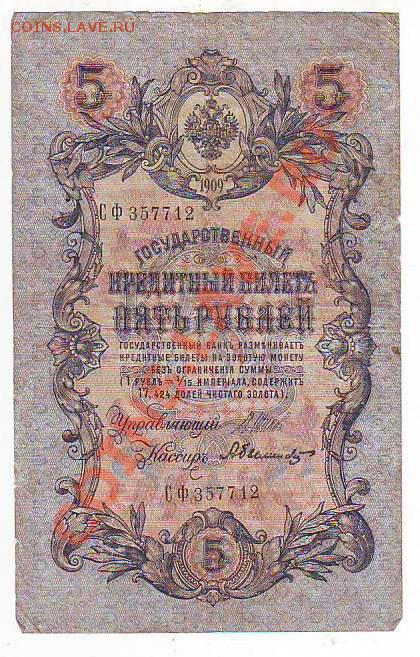 COINS.LAVE.RU
5 5
1909
СФ 357712
ГОСУДАРСТВЕННЫЙ
КРЕДИТНЫЙ БИЛЕТЪ
ПЯТЬ РУБЛЕЙ
ГОСУДАРСТВЕННЫЙ БАНКЪ РАЗМѢНИВАЕТЪ
КРЕДИТНЫЕ БИЛЕТЫ НА ЗОЛОТУЮ МОНЕТУ
БЕЗЪ ОГРАНИЧЕНІЯ СУММЫ
(1 РУБЛЬ = 1/15 ИМПЕРІАЛА, СОДЕРЖИТЪ
17,424 ДОЛЕЙ ЧИСТАГО ЗОЛОТА).
Управляющій
Кассиръ
СФ 357712
5